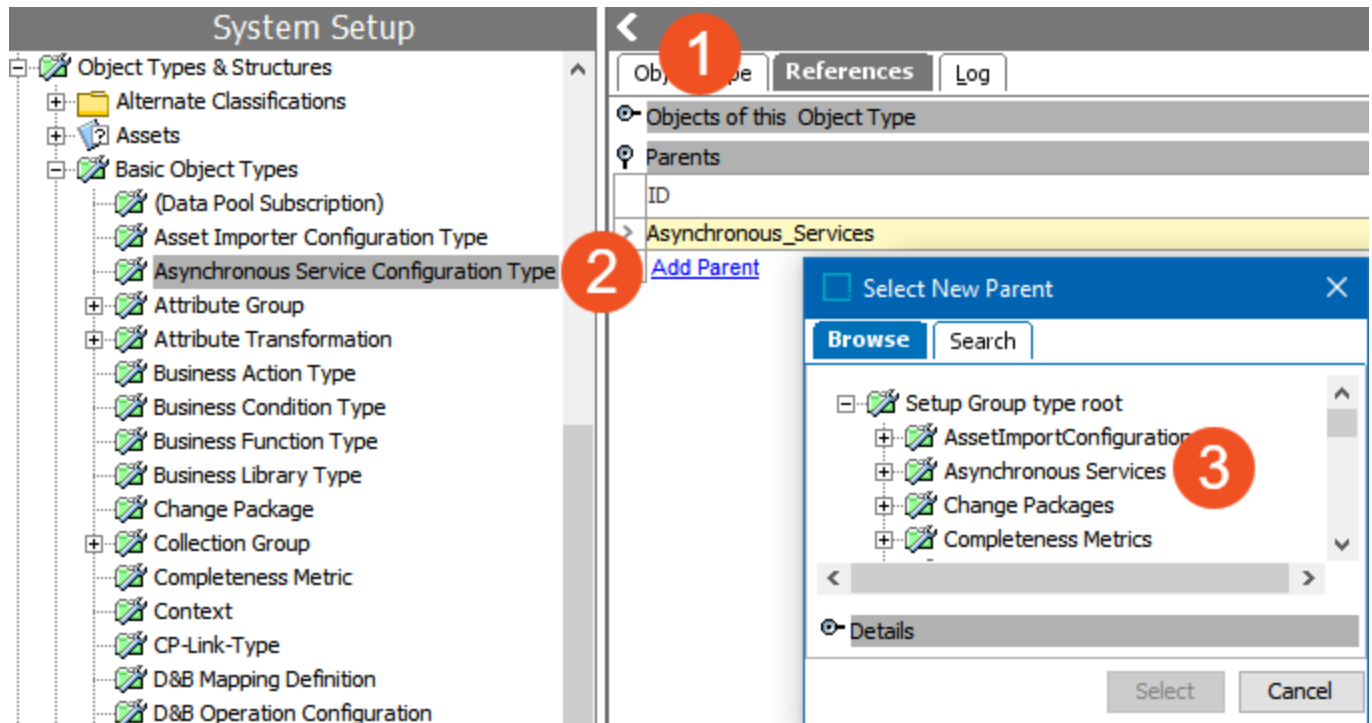 System Setup
Object Types & Structures
Alternate Classifications
Assets
Basic Object Types
(Data Pool Subscription)
Asset Importer Configuration Type
Asynchronous Service Configuration Type
Attribute Group
Attribute Transformation
Business Action Type
Business Condition Type
Business Function Type
Business Library Type
Change Package
Collection Group
Completeness Metric
Context
CP-Link-Type
D&B Mapping Definition
D&B Operation Configuration
1
2
References
Log
Objects of this Object Type
Parents
ID
Asynchronous_Services
Add Parent
Select New Parent
Browse
Search
Setup Group type root
AssetImportConfiguration
Asynchronous Services
3
Change Packages
Completeness Metrics
Details
Select
Cancel